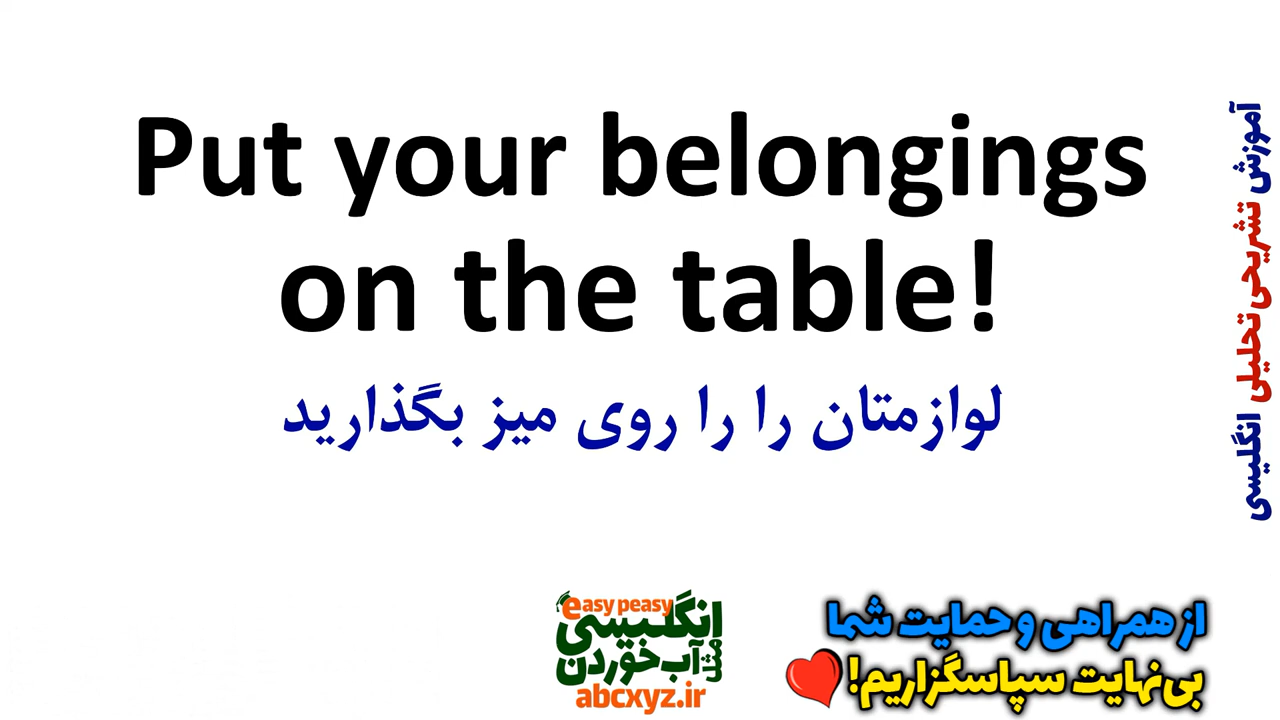 Put your belongings
on the table!
لوازمتان را را روی میز بگذارید
آموزش تشریحی تحلیلی انگلیسی
easy peasy
انگلیسی
مثل آب خوردن
abcxyz.ir
از همراهی و حمایت شما
بی‌نهایت سپاسگزاریم!